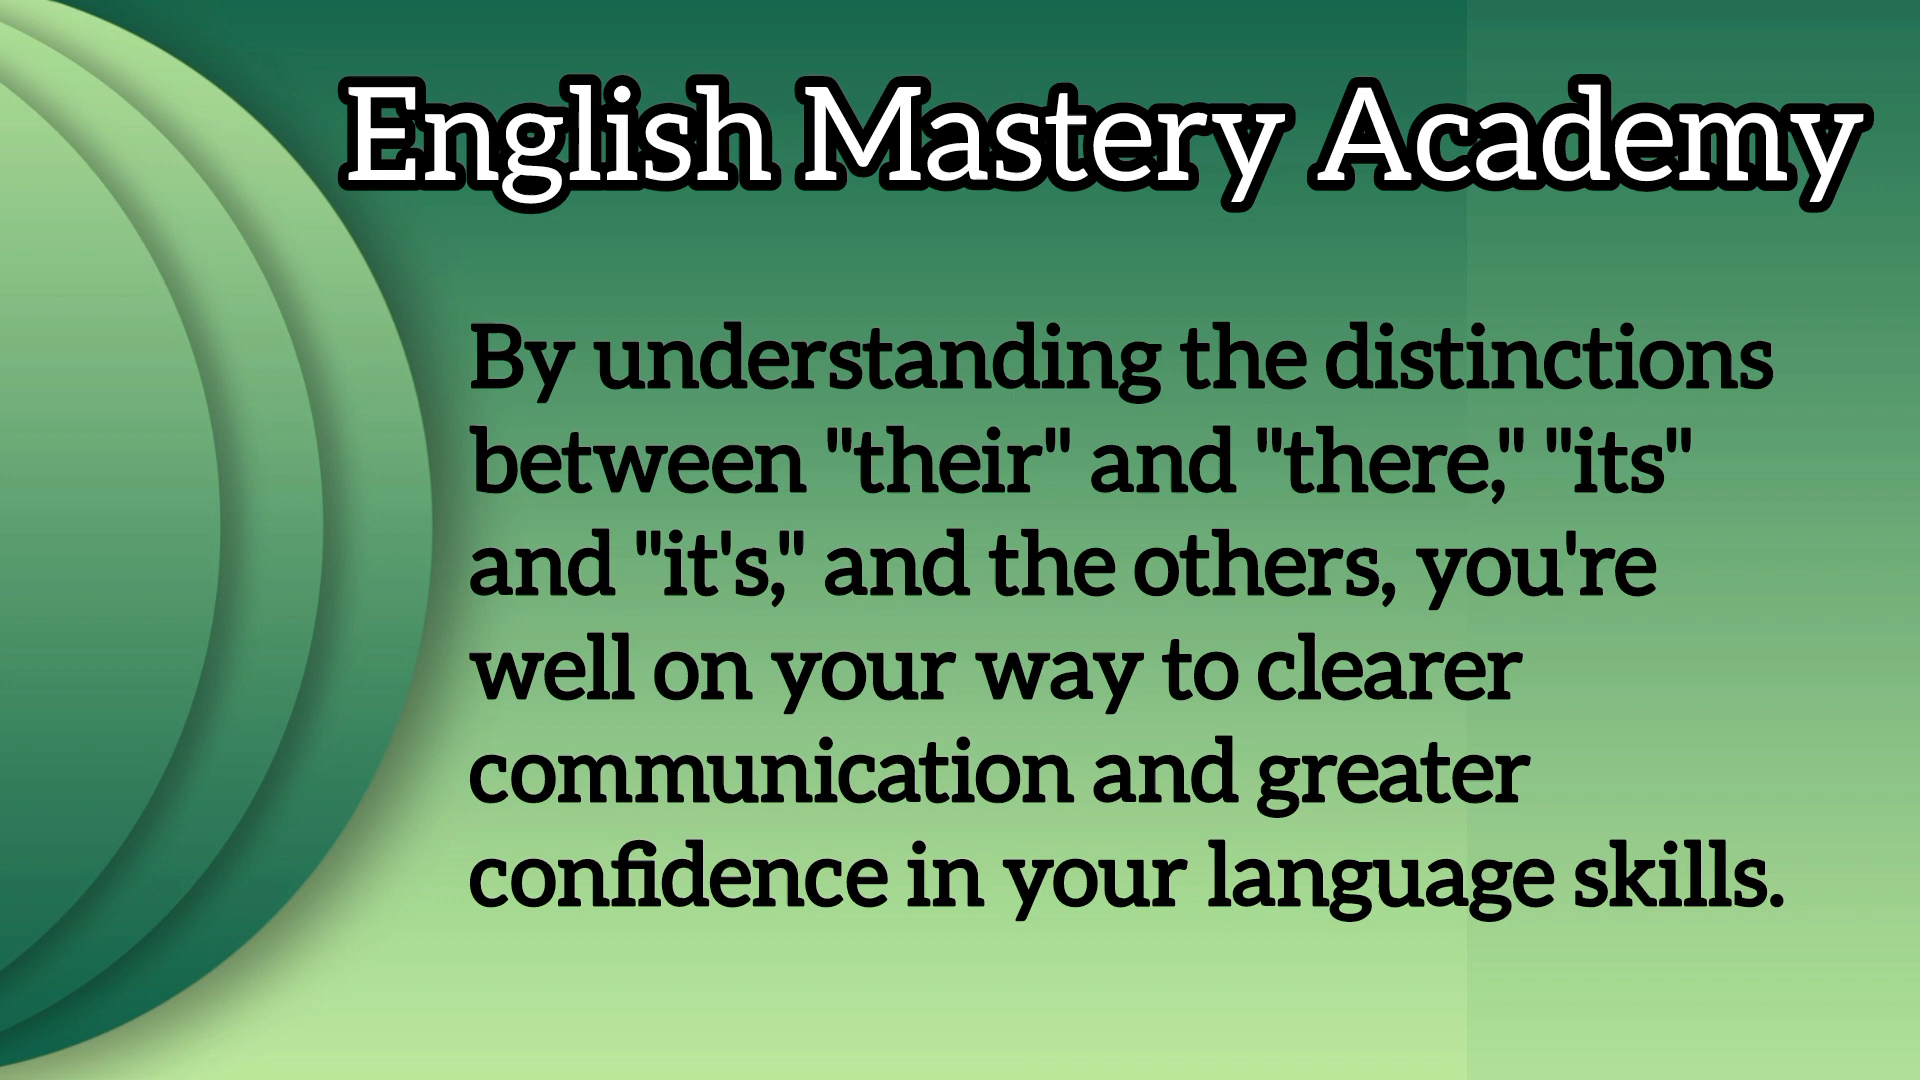 English Mastery Academy
By understanding the distinctions
between "their" and "there," "its"
and "it's," and the others, you're
well on your way to clearer
communication and greater
confidence in your language skills.